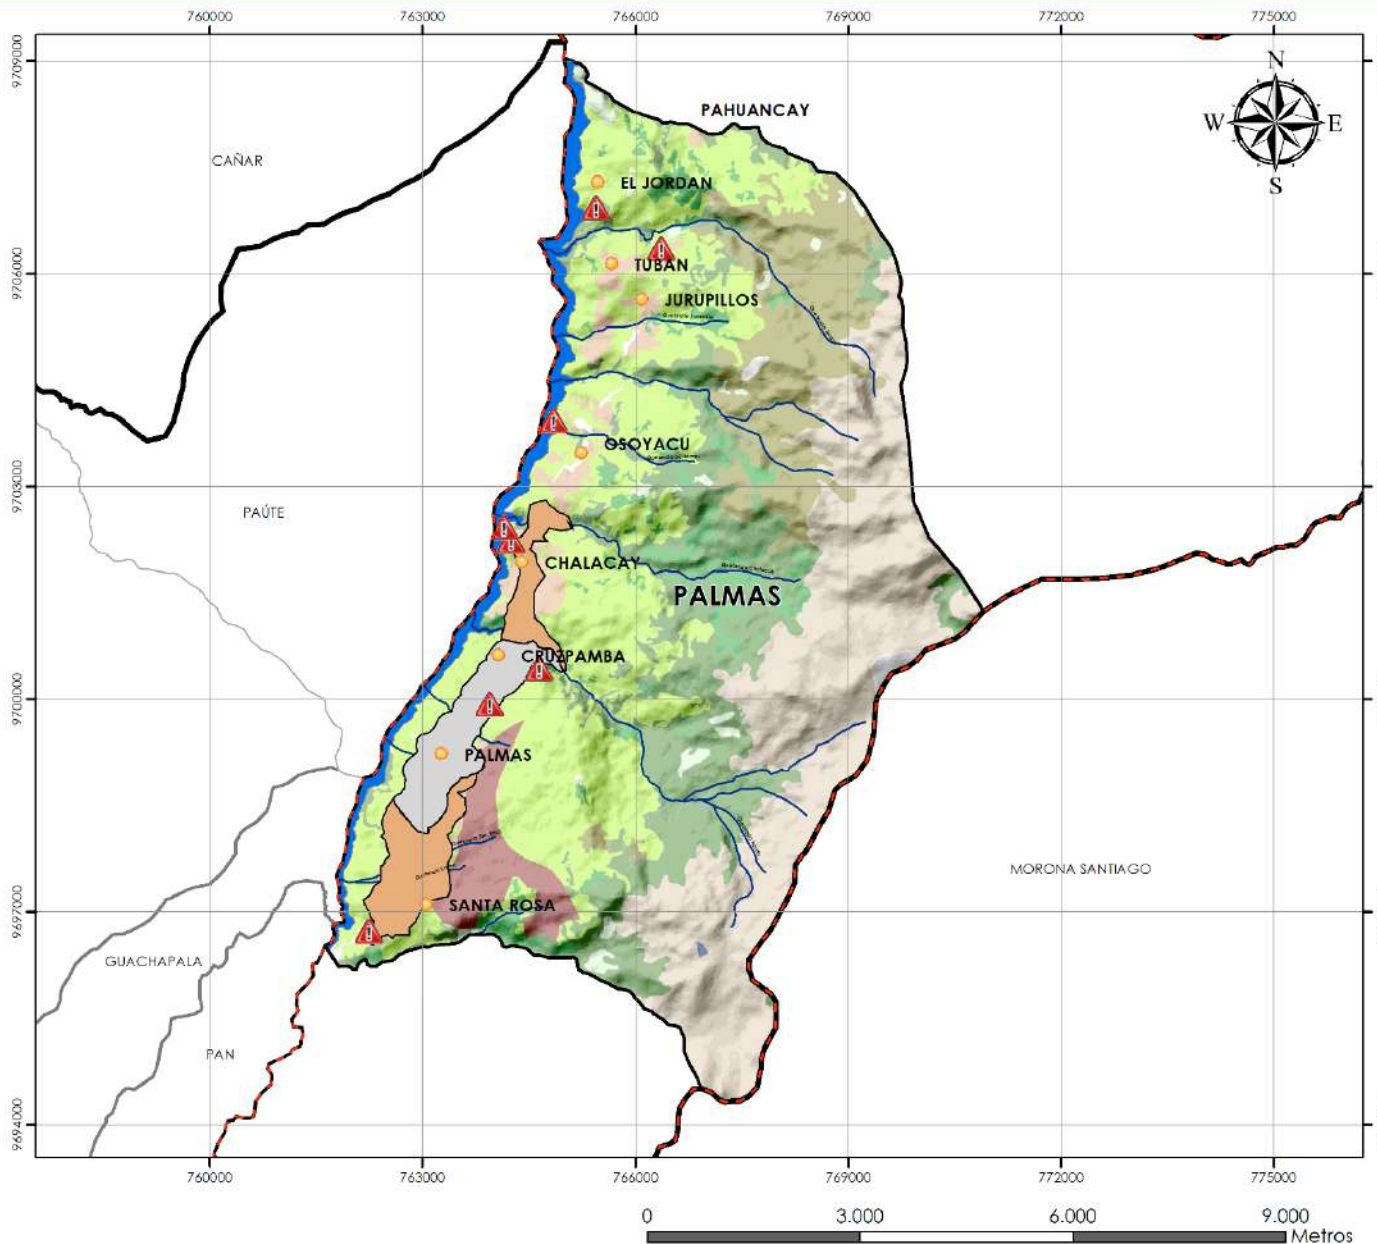 760000 763000 766000 769000 772000 775000
9709000
N
PAHUANCAY
W E
CAÑAR
S
EL JORDAN
9706000
TUBAN
JURUPILLOS
OSOYACU
9703000
PAÚTE
CHALACAY
PALMAS
CRUZPAMBA
9700000
PALMAS
MORONA SANTIAGO
SANTA ROSA
9697000
GUACHAPALA
PAN
9694000
760000 763000 766000 769000 772000 775000
0 3.000 6.000 9.000
Metros